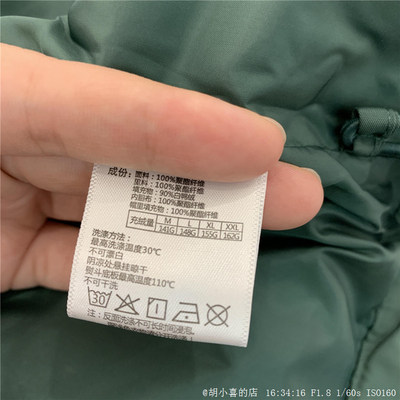 成份：面料：100%聚酯纤维
里料：100%聚酯纤维
填充物：90%白鸭绒
内胆布：100%聚酯纤维
帽里填充物：100%聚酯纤维
充绒量 M L XL XXL
141G 148G 155G 162G
洗涤方法：
最高洗涤温度30℃
不可漂白
阴凉处悬挂晾干
熨斗底板最高温度110℃
不可干洗
30
注：反面洗涤不可长时间浸泡。
@胡小喜的店 16:34:16 F1.8 1/60s ISO160